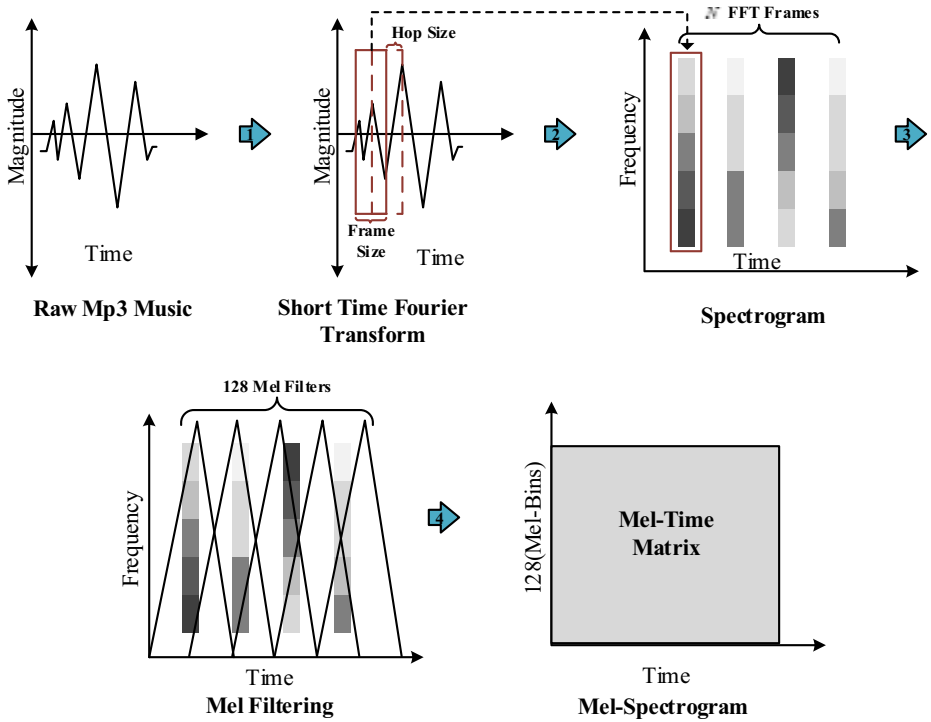 Magnitude
Time
Raw Mp3 Music
1
Hop Size
Magnitude
Frame
Size
Time
Short Time Fourier
Transform
2
N FFT Frames
Frequency
Time
Spectrogram
3
128 Mel Filters
Frequency
Time
Mel Filtering
4
128(Mel-Bins)
Mel-Time
Matrix
Time
Mel-Spectrogram